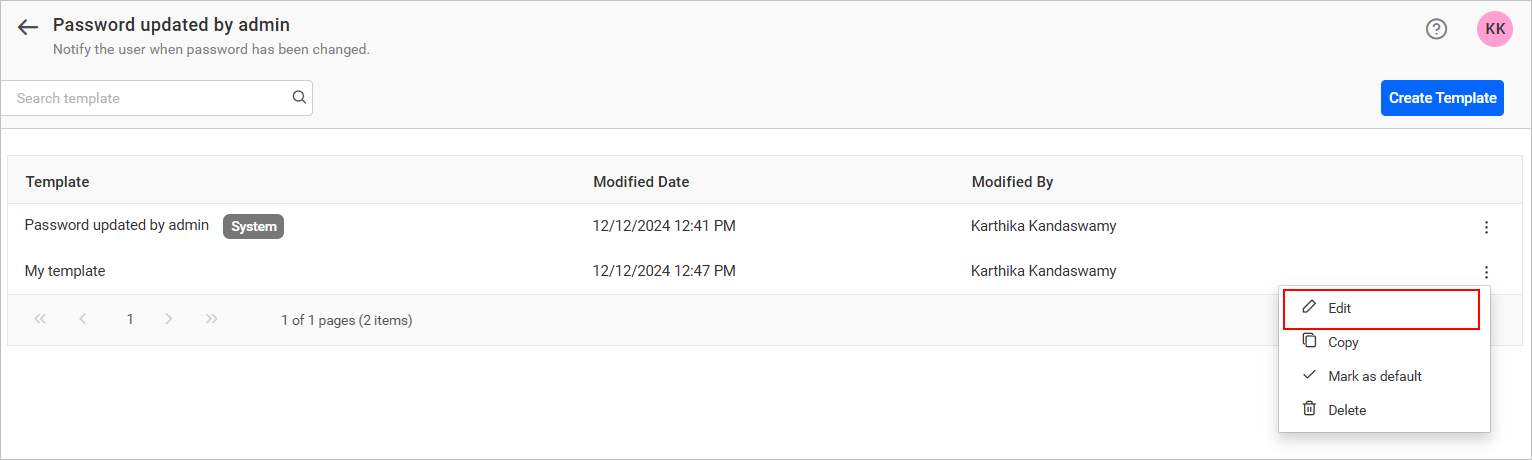 Password updated by admin
Notify the user when password has been changed.
KK
Search template
Create Template
Template Modified Date Modified By
Password updated by admin System 12/12/2024 12:41 PM Karthika Kandaswamy
My template 12/12/2024 12:47 PM Karthika Kandaswamy
1 1 of 1 pages (2 items)
Edit
Copy
Mark as default
Delete